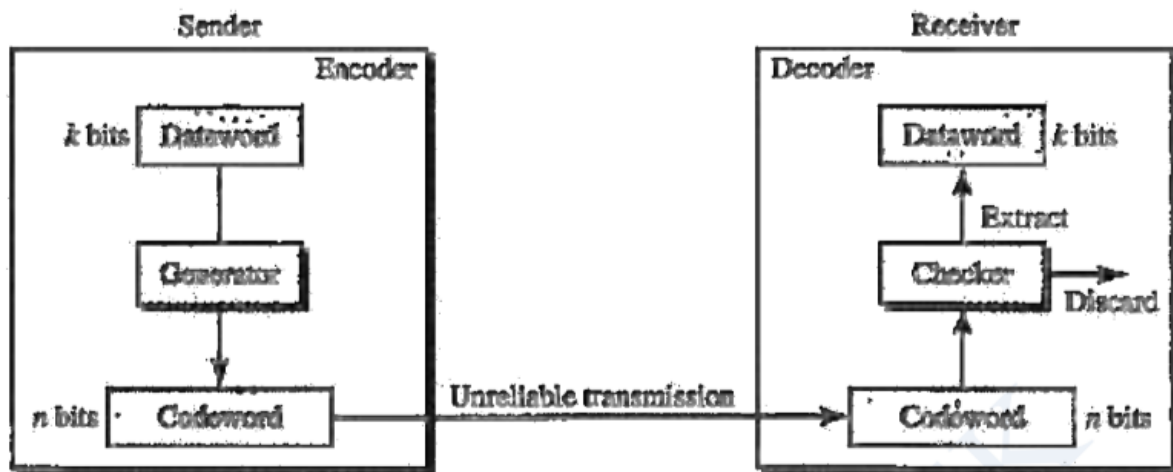 Sender
Receiver
Encoder
Decoder
k bits
Dataword
Dataword
k bits
Extract
Generator
Checker
Discard
Unreliable transmission
n bits
Codeword
Codeword
n bits